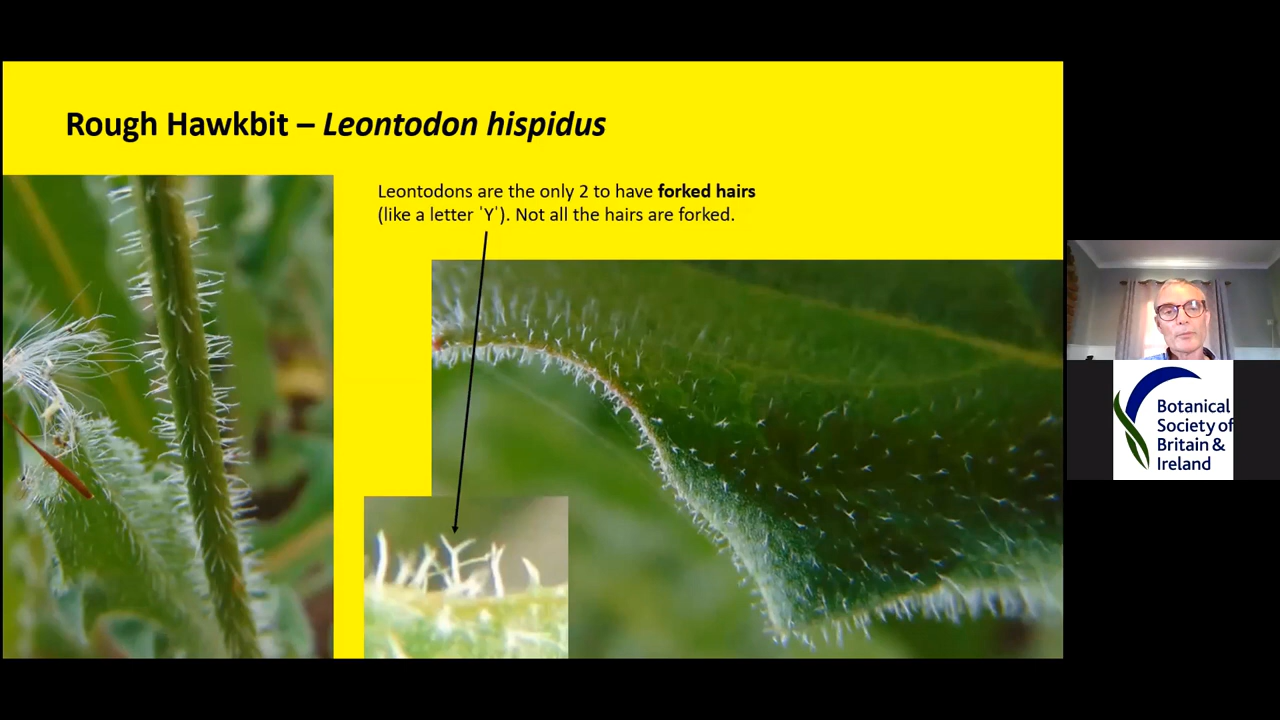 Rough Hawkbit – Leontodon hispidus
Leontodons are the only 2 to have forked hairs
(like a letter 'Y'). Not all the hairs are forked.
Botanical
Society of
Britain &
Ireland